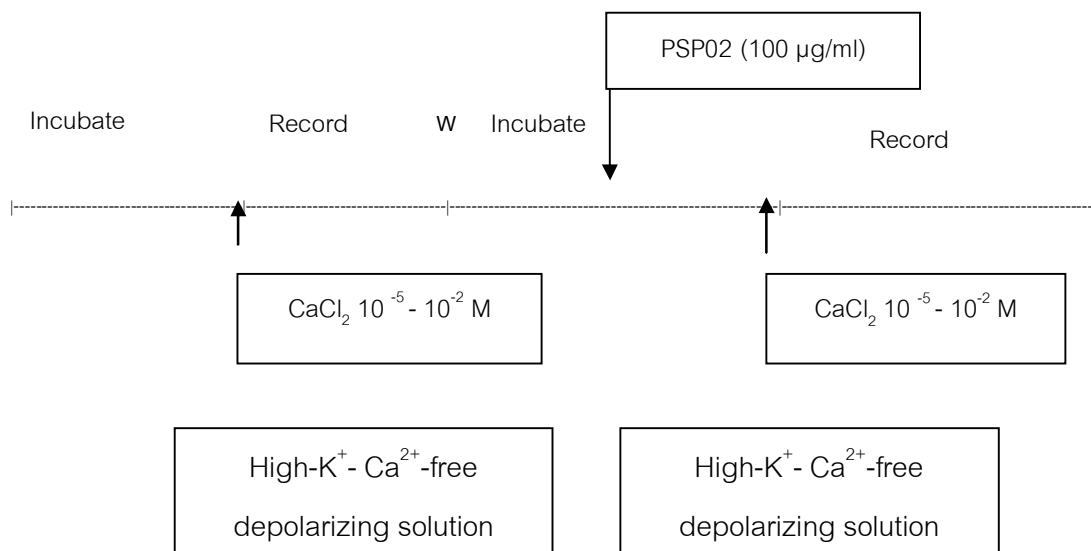 PSP02 (100 µg/ml)
Incubate Record w Incubate Record
CaCl₂ 10⁻⁵ - 10⁻² M CaCl₂ 10⁻⁵ - 10⁻² M
High-K⁺- Ca²⁺-free High-K⁺- Ca²⁺-free
depolarizing solution depolarizing solution